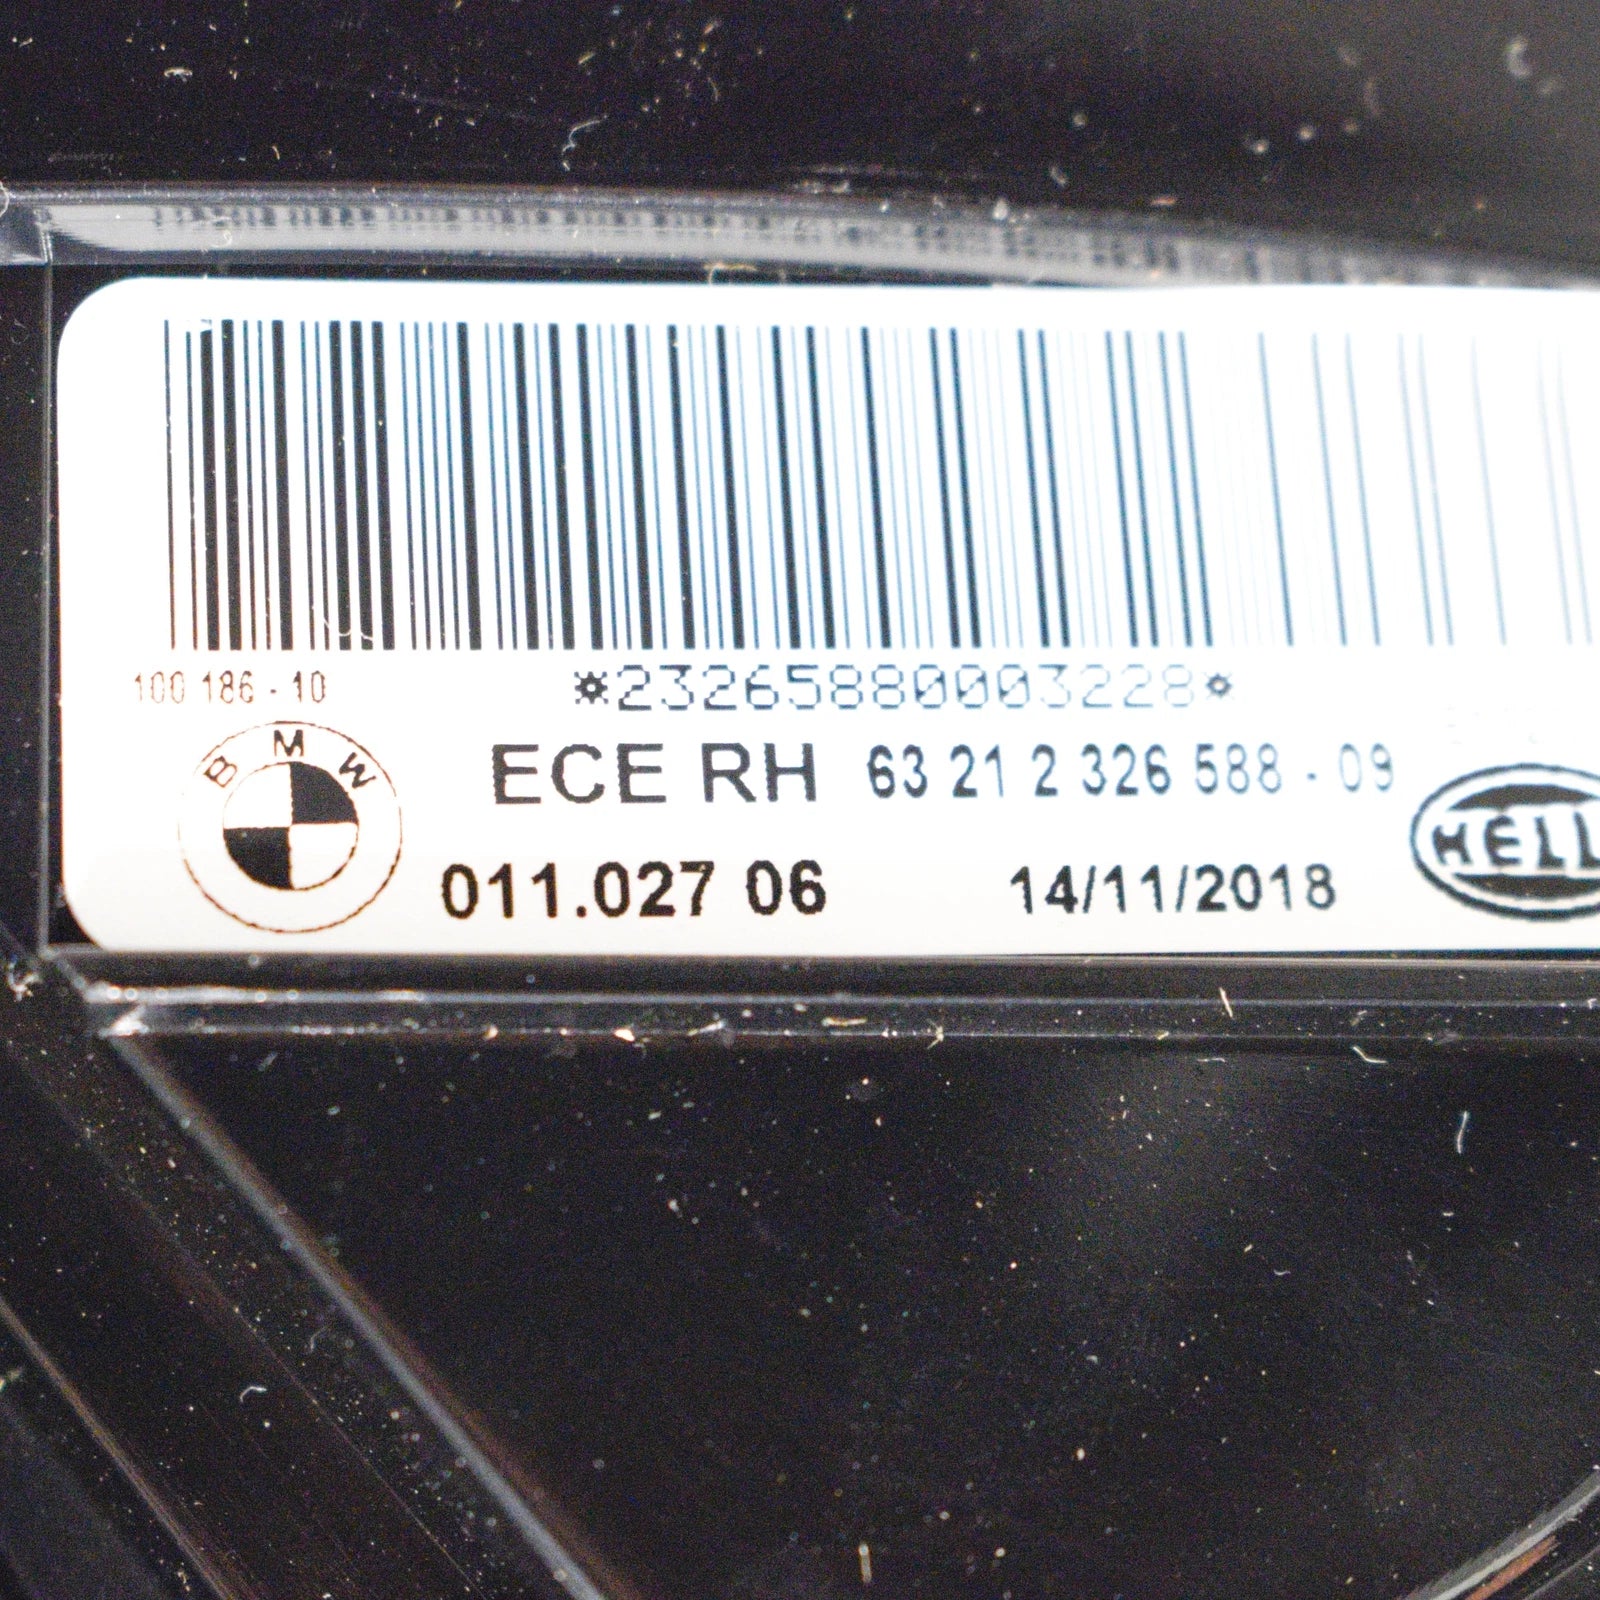 100 186 - 10
*23265880003228*
BMW
ECE RH 63 21 2 326 588 - 09
011.027 06 14/11/2018
HELL